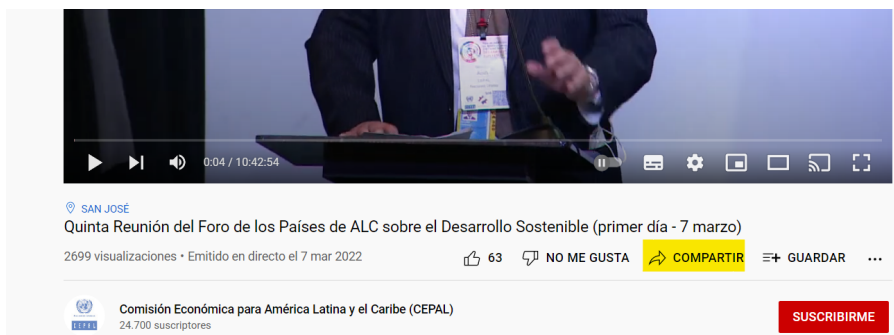 0:04 / 10:42:54
SAN JOSÉ
Quinta Reunión del Foro de los Países de ALC sobre el Desarrollo Sostenible (primer día - 7 marzo)
2699 visualizaciones • Emitido en directo el 7 mar 2022
63 NO ME GUSTA COMPARTIR GUARDAR
Comisión Económica para América Latina y el Caribe (CEPAL)
24.700 suscriptores
CEPAL
SUSCRIBIRME